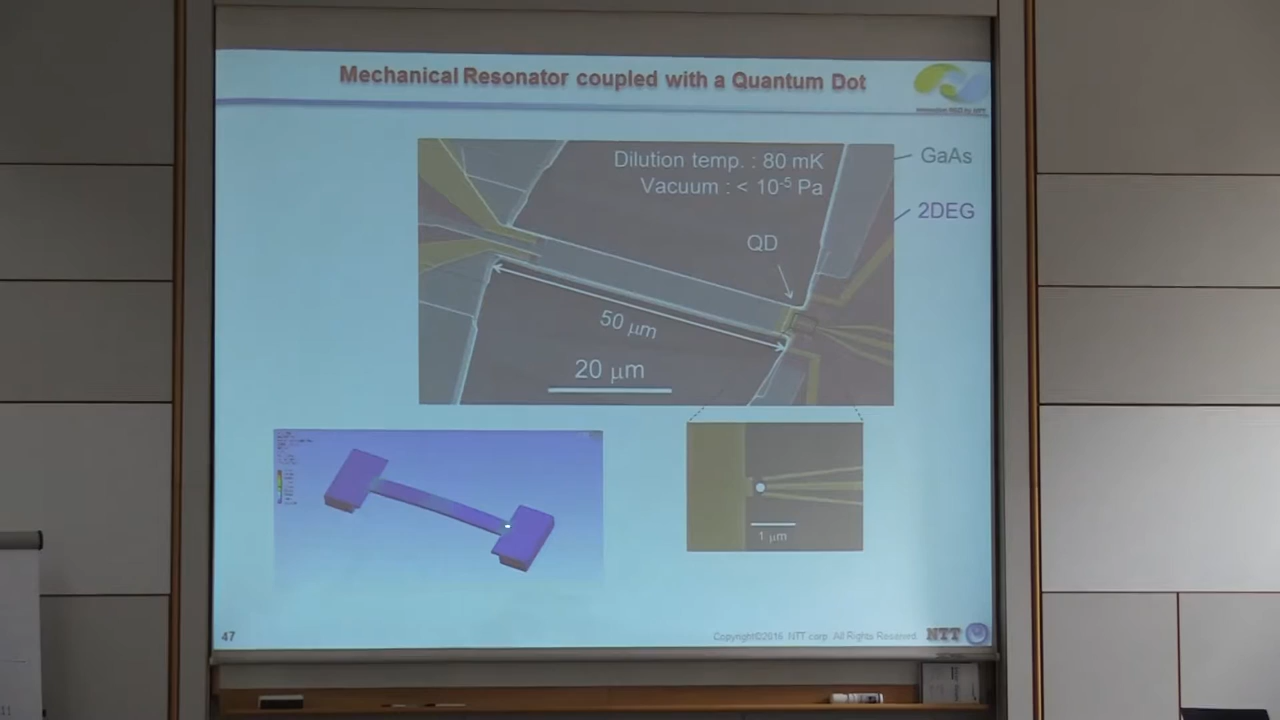 Mechanical Resonator coupled with a Quantum Dot
Dilution temp. : 80 mK
Vacuum : < 10⁻⁵ Pa
GaAs
2DEG
QD
50 μm
20 μm
1 μm
47
Copyright©2016 NTT corp. All Rights Reserved.
NTT